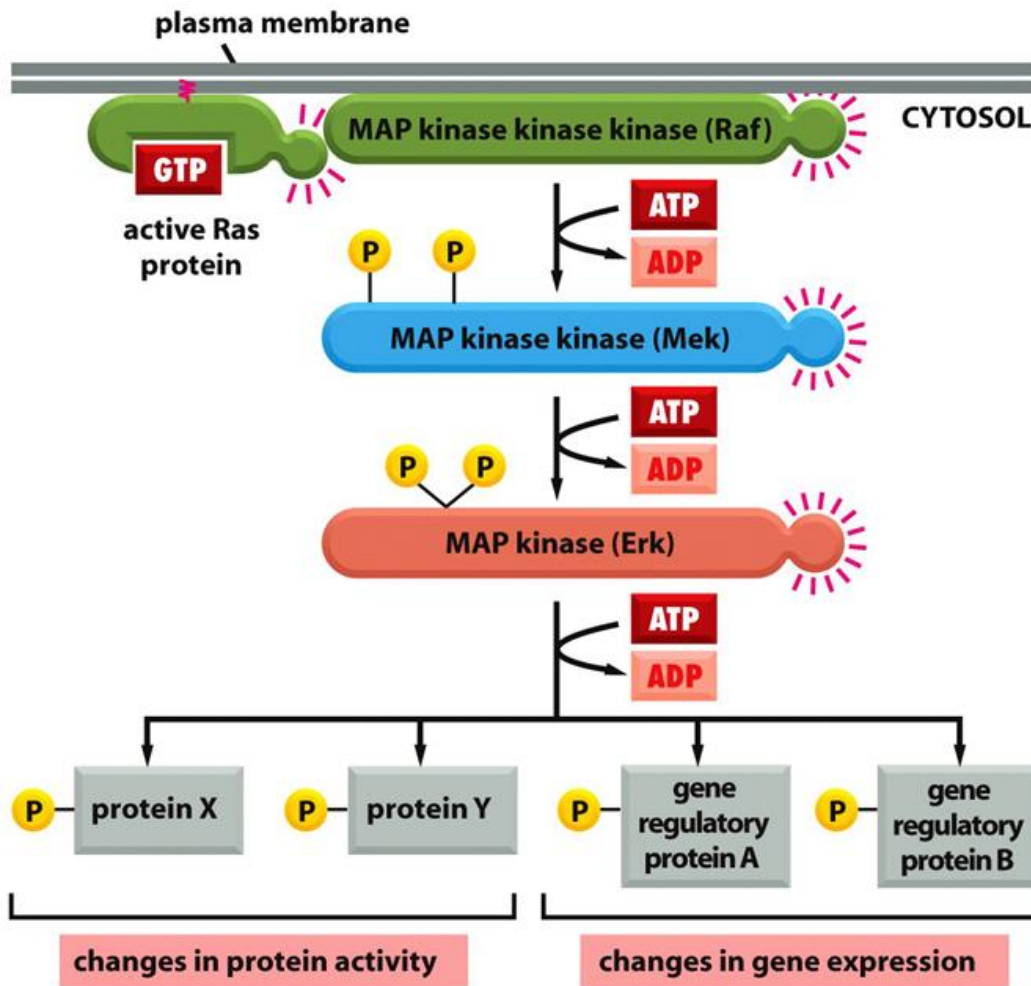 plasma membrane
CYTOSOL
MAP kinase kinase kinase (Raf)
GTP
active Ras
protein
ATP
ADP
P
P
MAP kinase kinase (Mek)
ATP
ADP
P
P
MAP kinase (Erk)
ATP
ADP
P
protein X
P
protein Y
P
gene
regulatory
protein A
P
gene
regulatory
protein B
changes in protein activity
changes in gene expression